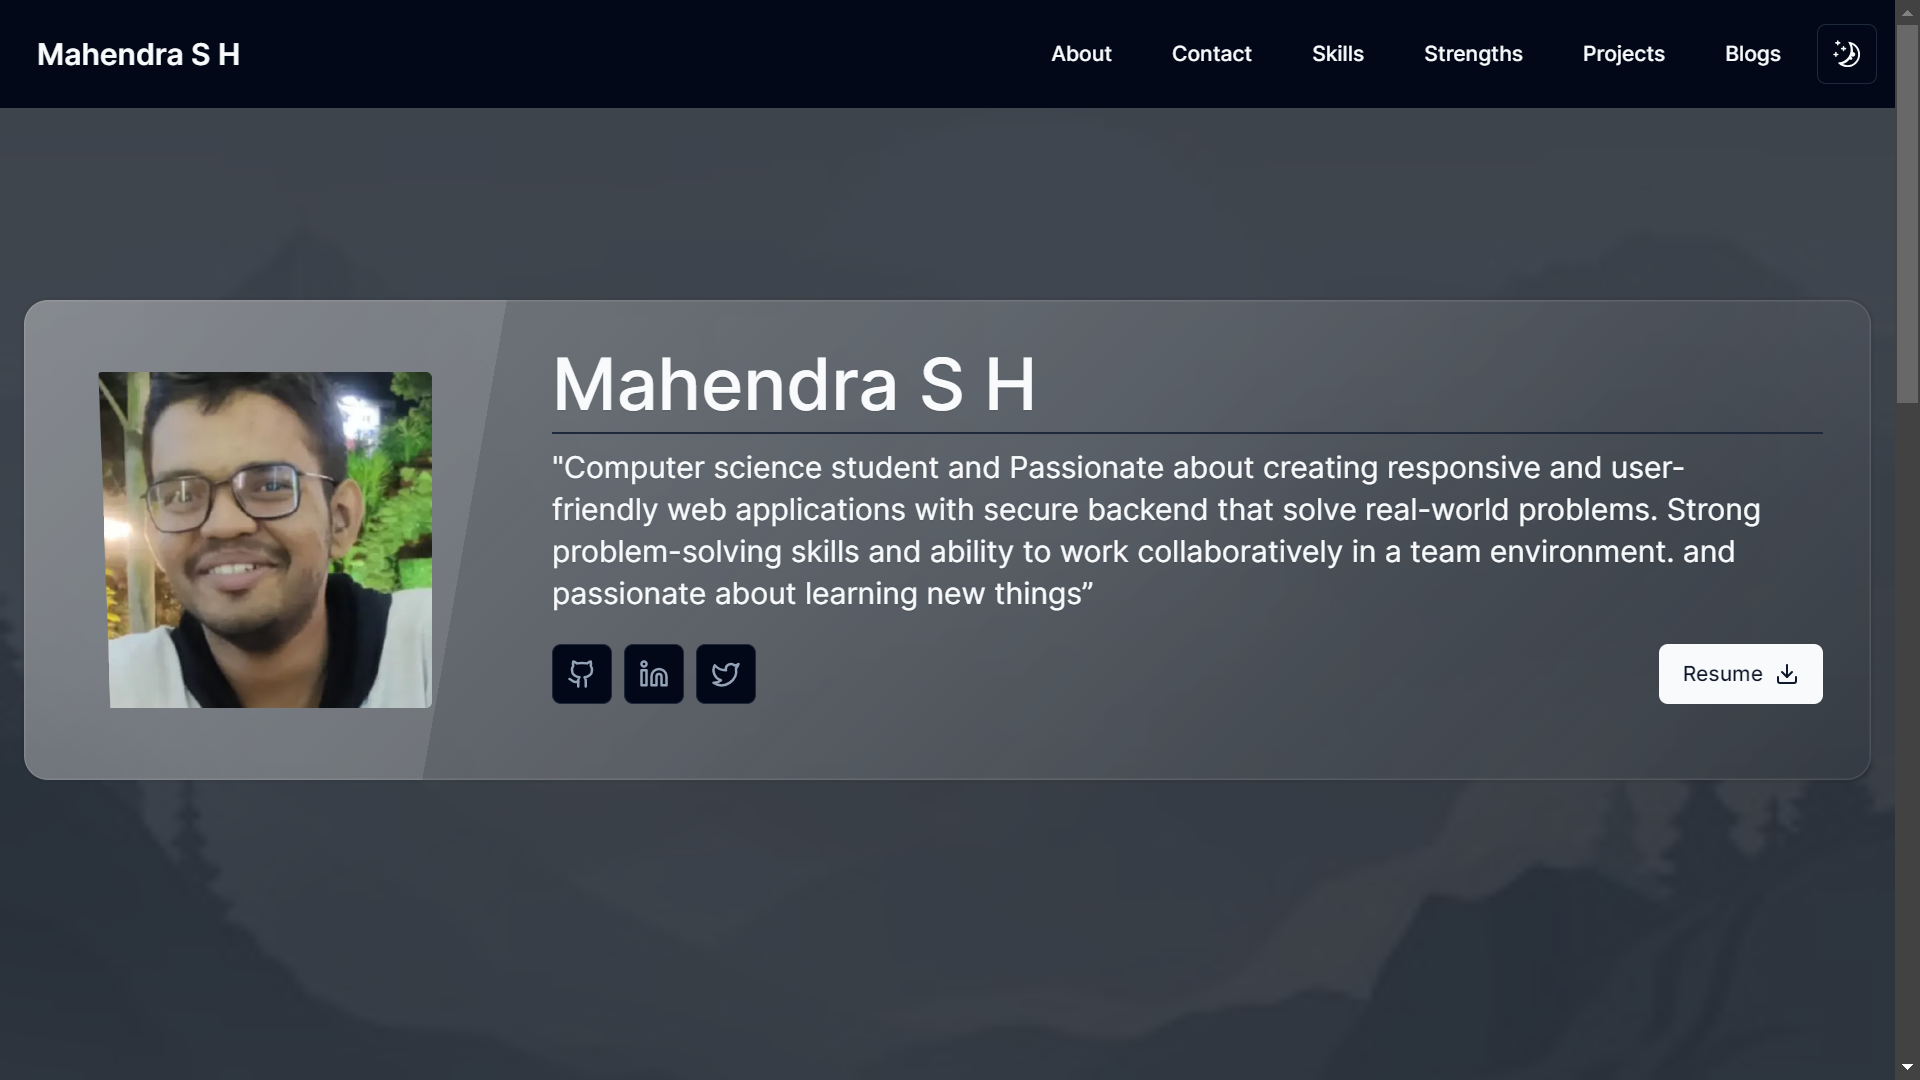 Mahendra S H
About
Contact
Skills
Strengths
Projects
Blogs
Mahendra S H
"Computer science student and Passionate about creating responsive and user-
friendly web applications with secure backend that solve real-world problems. Strong
problem-solving skills and ability to work collaboratively in a team environment. and
passionate about learning new things”
Resume